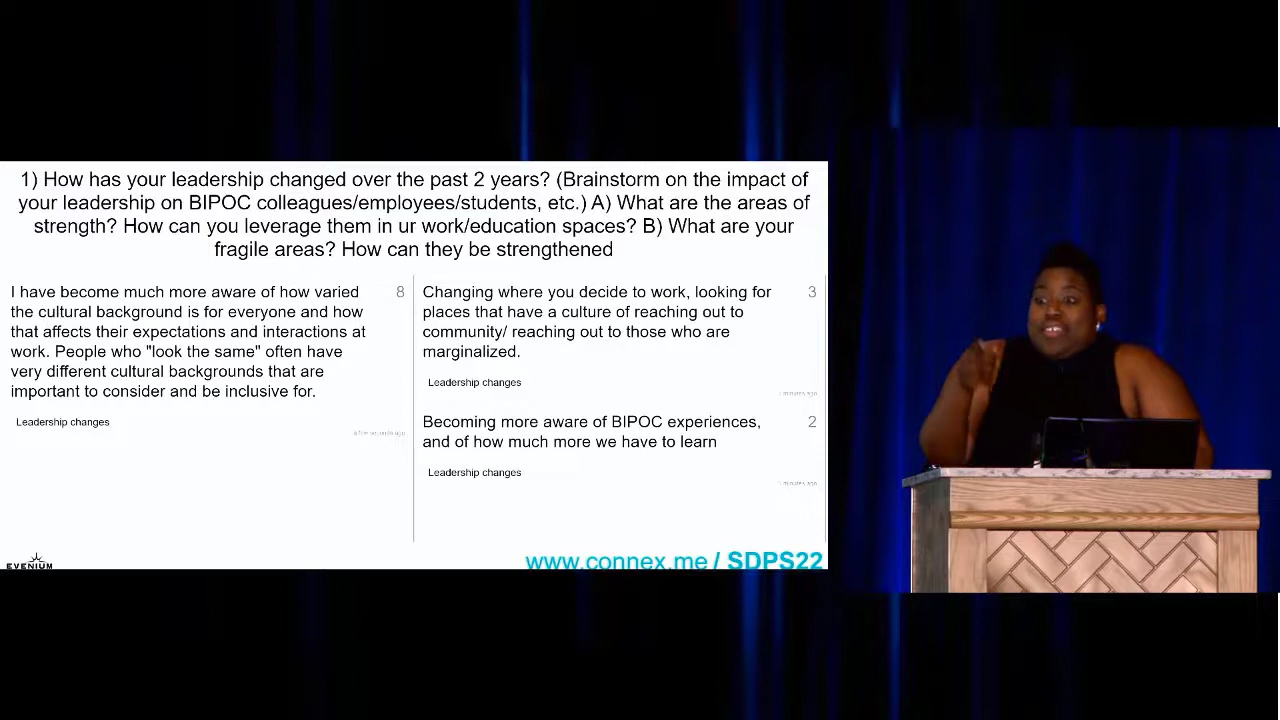 1) How has your leadership changed over the past 2 years? (Brainstorm on the impact of
your leadership on BIPOC colleagues/employees/students, etc.) A) What are the areas of
strength? How can you leverage them in ur work/education spaces? B) What are your
fragile areas? How can they be strengthened
I have become much more aware of how varied
the cultural background is for everyone and how
that affects their expectations and interactions at
work. People who "look the same" often have
very different cultural backgrounds that are
important to consider and be inclusive for.
8
Leadership changes
a few seconds ago
Changing where you decide to work, looking for
places that have a culture of reaching out to
community/ reaching out to those who are
marginalized.
3
Leadership changes
minutes ago
Becoming more aware of BIPOC experiences,
and of how much more we have to learn
2
Leadership changes
minutes ago
EVENIUM
www.connex.me / SDPS22